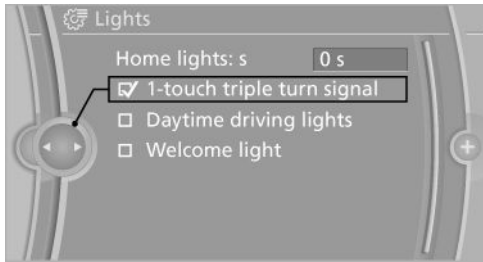 Lights
Home lights: s 0 s
1-touch triple turn signal
Daytime driving lights
Welcome light